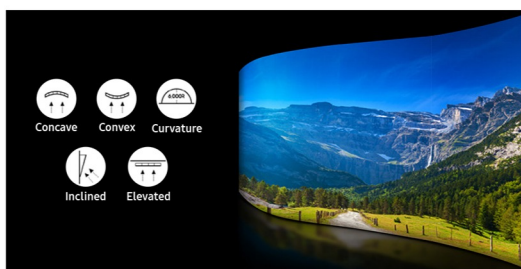 6,000R
Concave
Convex
Curvature
Inclined
Elevated